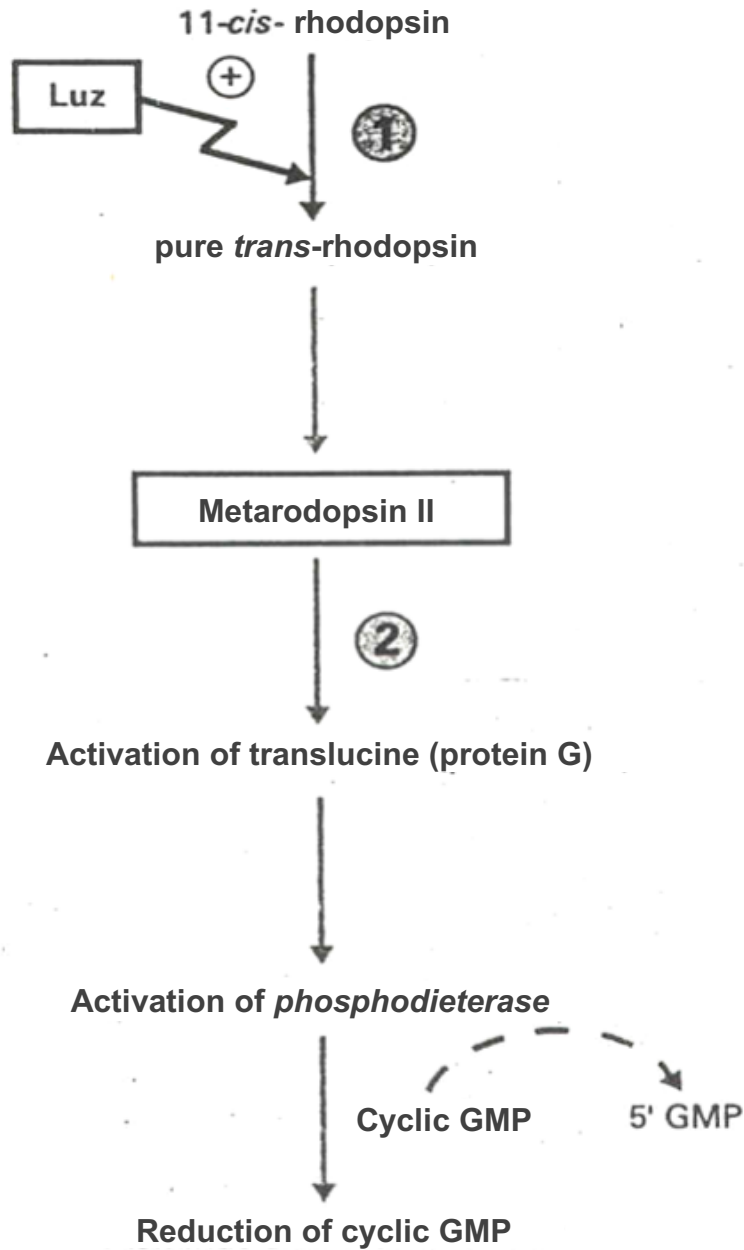 11-cis- rhodopsin
+
Luz
1
pure trans-rhodopsin
Metarodopsin II
2
Activation of translucine (protein G)
Activation of phosphodieterase
Cyclic GMP 5' GMP
Reduction of cyclic GMP